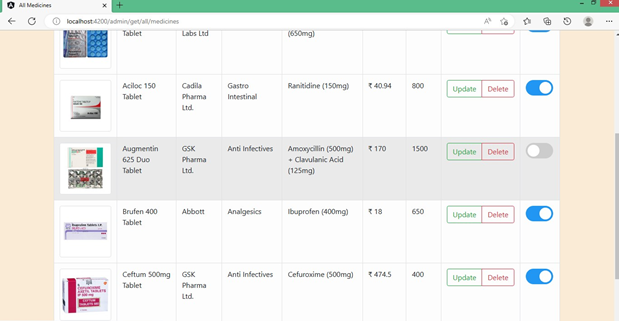 All Medicines
localhost:4200/admin/get/all/medicines
Tablet Labs Ltd (650mg)
Aciloc 150 Cadila Gastro Ranitidine (150mg) ₹ 40.94 800 Update Delete
Tablet Pharma Intestinal
Ltd.
Augmentin GSK Anti Infectives Amoxycillin (500mg) ₹ 170 1500 Update Delete
625 Duo Pharma + Clavulanic Acid
Tablet Ltd. (125mg)
Brufen 400 Abbott Analgesics Ibuprofen (400mg) ₹ 18 650 Update Delete
Tablet
Ceftum 500mg GSK Anti Infectives Cefuroxime (500mg) ₹ 474.5 400 Update Delete
Tablet Pharma
Ltd.